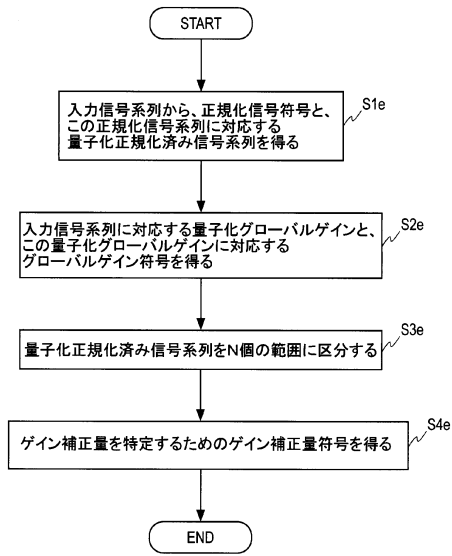 START
入力信号系列から、正規化信号符号と、
この正規化信号系列に対応する
量子化正規化済み信号系列を得る
S1e
入力信号系列に対応する量子化グローバルゲインと、
この量子化グローバルゲインに対応する
グローバルゲイン符号を得る
S2e
量子化正規化済み信号系列をN個の範囲に区分する
S3e
ゲイン補正量を特定するためのゲイン補正量符号を得る
S4e
END